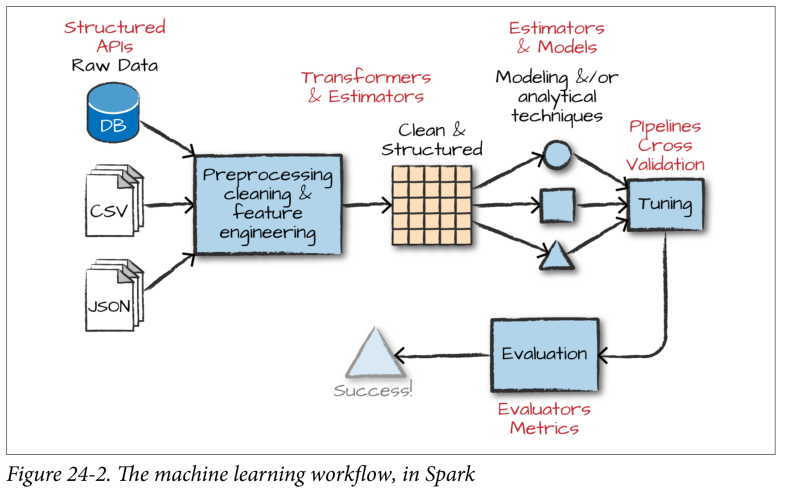 Structured
APIs
Raw Data
DB
CSV
JSON
Preprocessing
cleaning &
feature
engineering
Transformers
& Estimators
Clean &
Structured
Estimators
& Models
Modeling &/or
analytical
techniques
Pipelines
Cross
Validation
Tuning
Evaluation
Evaluators
Metrics
Success!
Figure 24-2. The machine learning workflow, in Spark